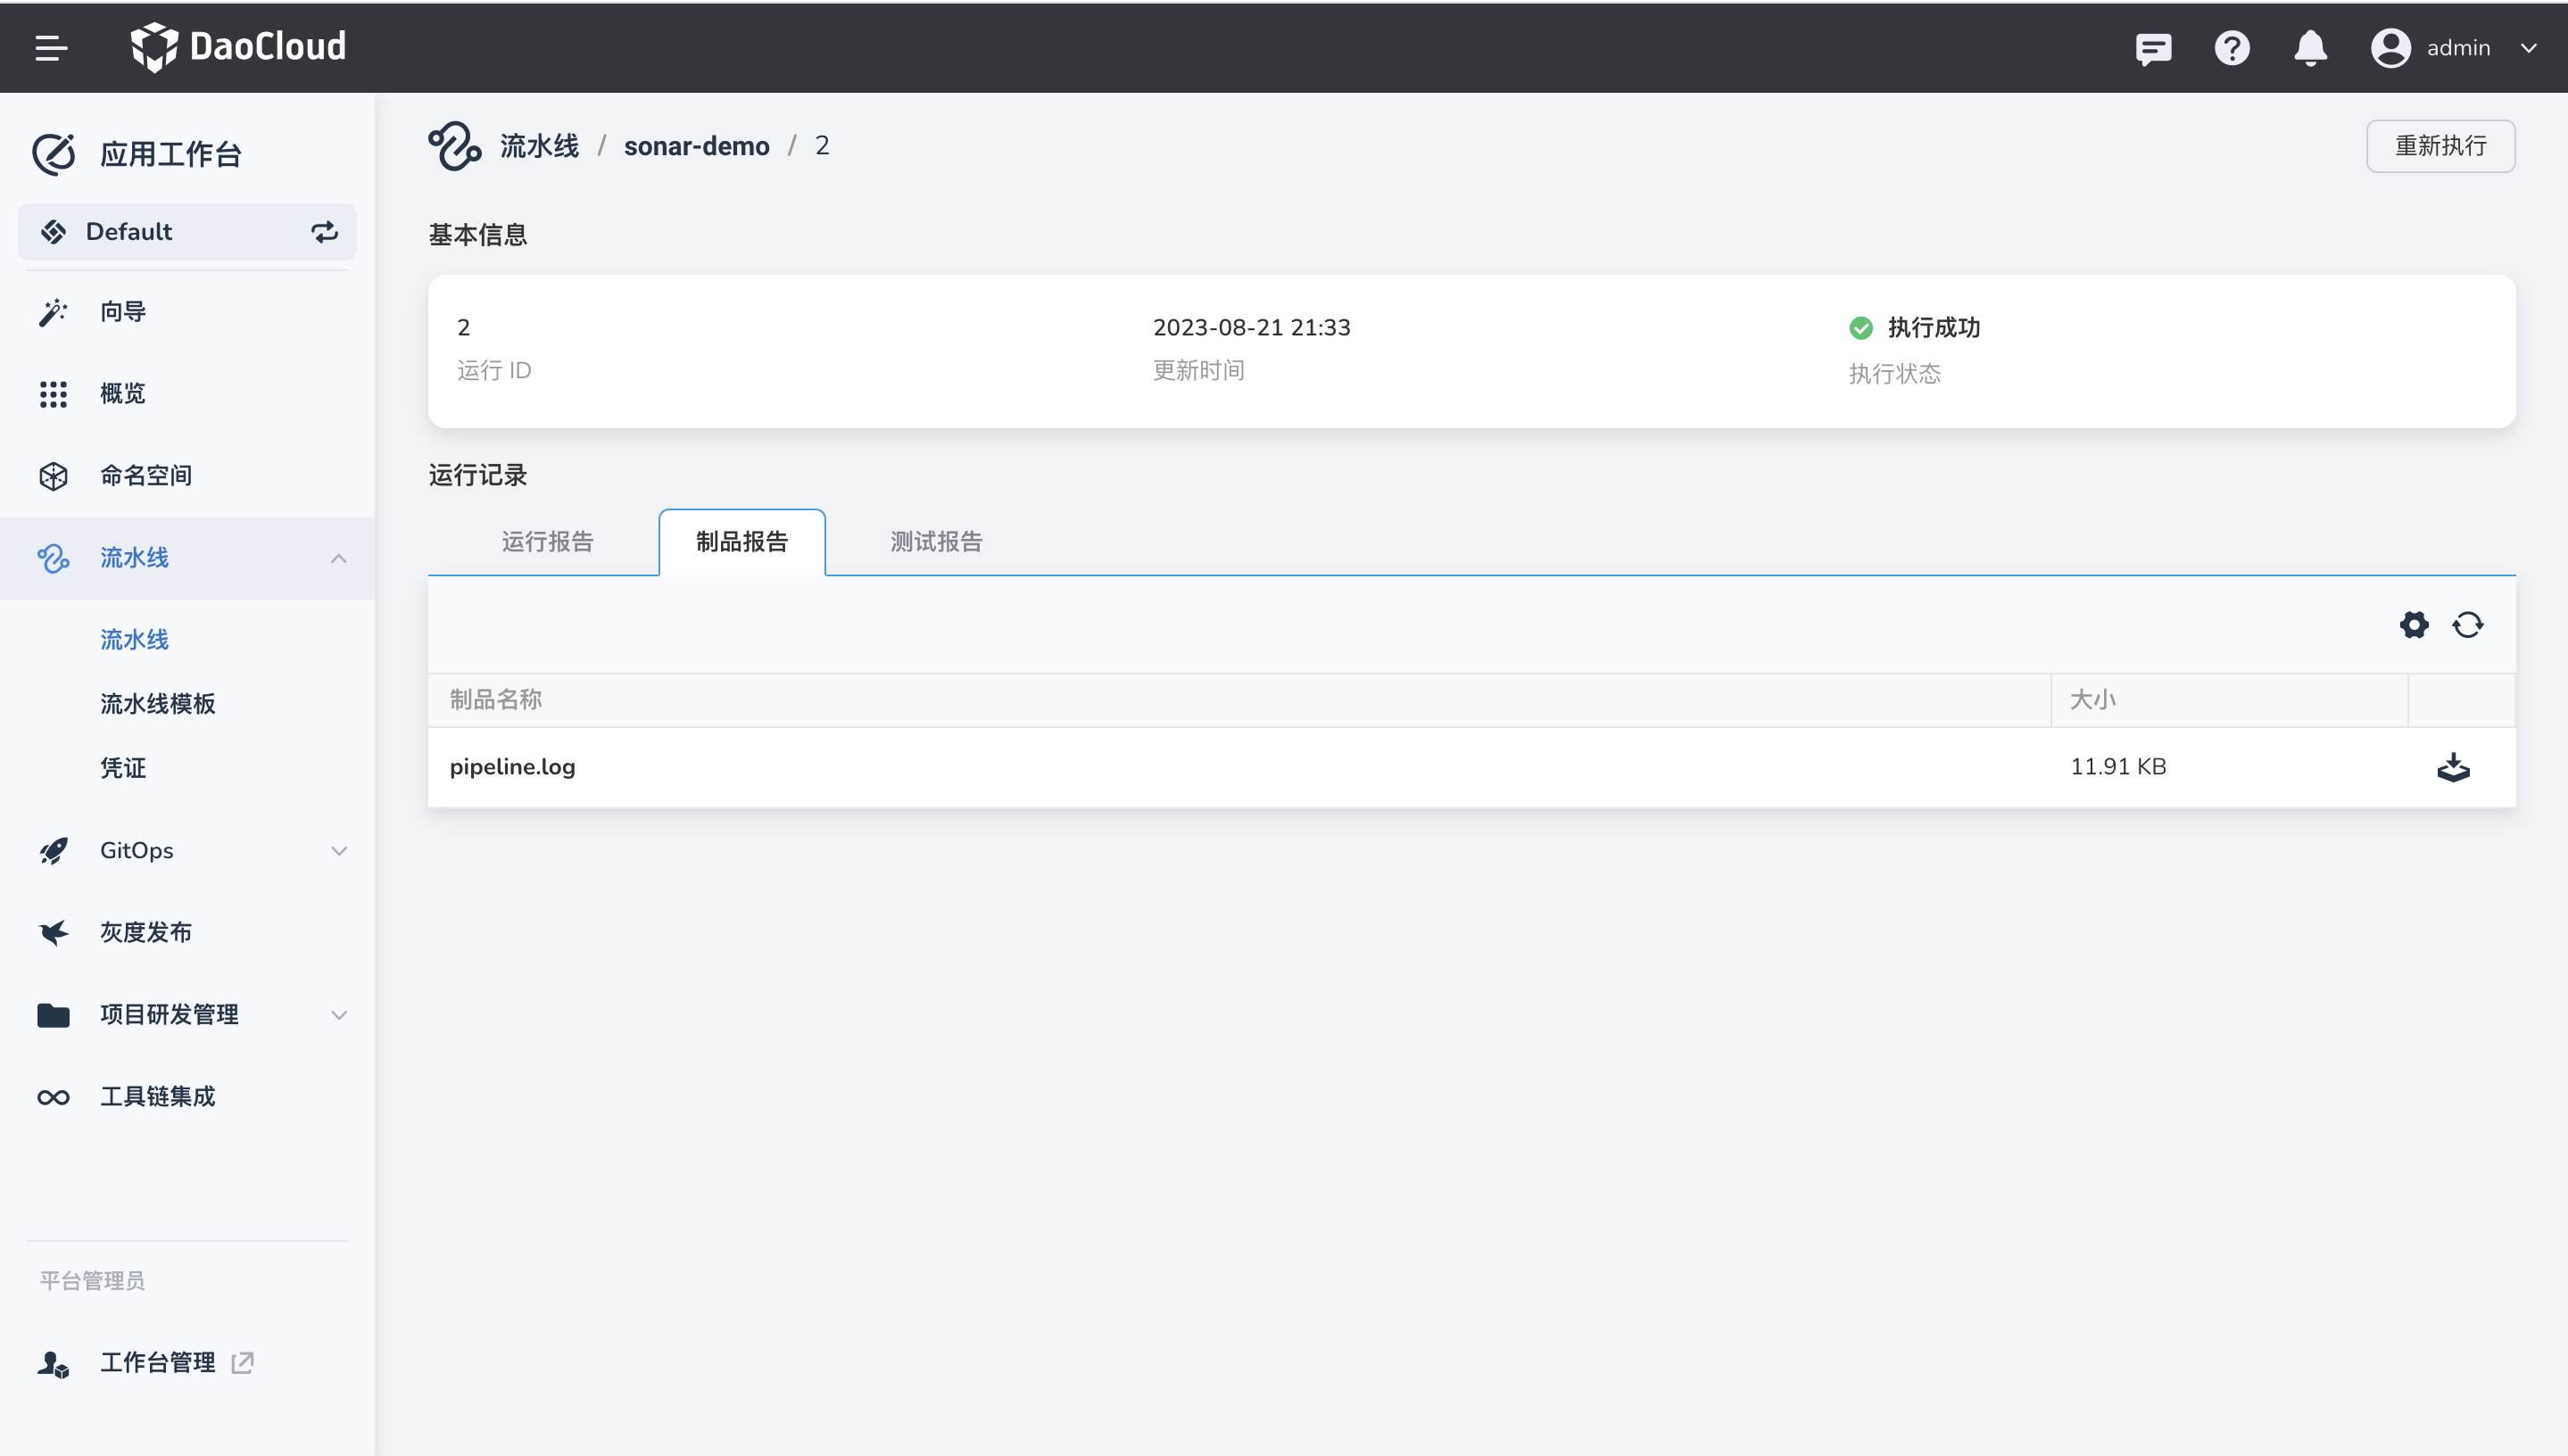 DaoCloud
admin
应用工作台
Default
向导
概览
命名空间
流水线
流水线
流水线模板
凭证
GitOps
灰度发布
项目研发管理
工具链集成
平台管理员
工作台管理
流水线 / sonar-demo / 2
重新执行
基本信息
2
运行 ID
2023-08-21 21:33
更新时间
执行成功
执行状态
运行记录
运行报告 制品报告 测试报告
制品名称 大小
pipeline.log 11.91 KB